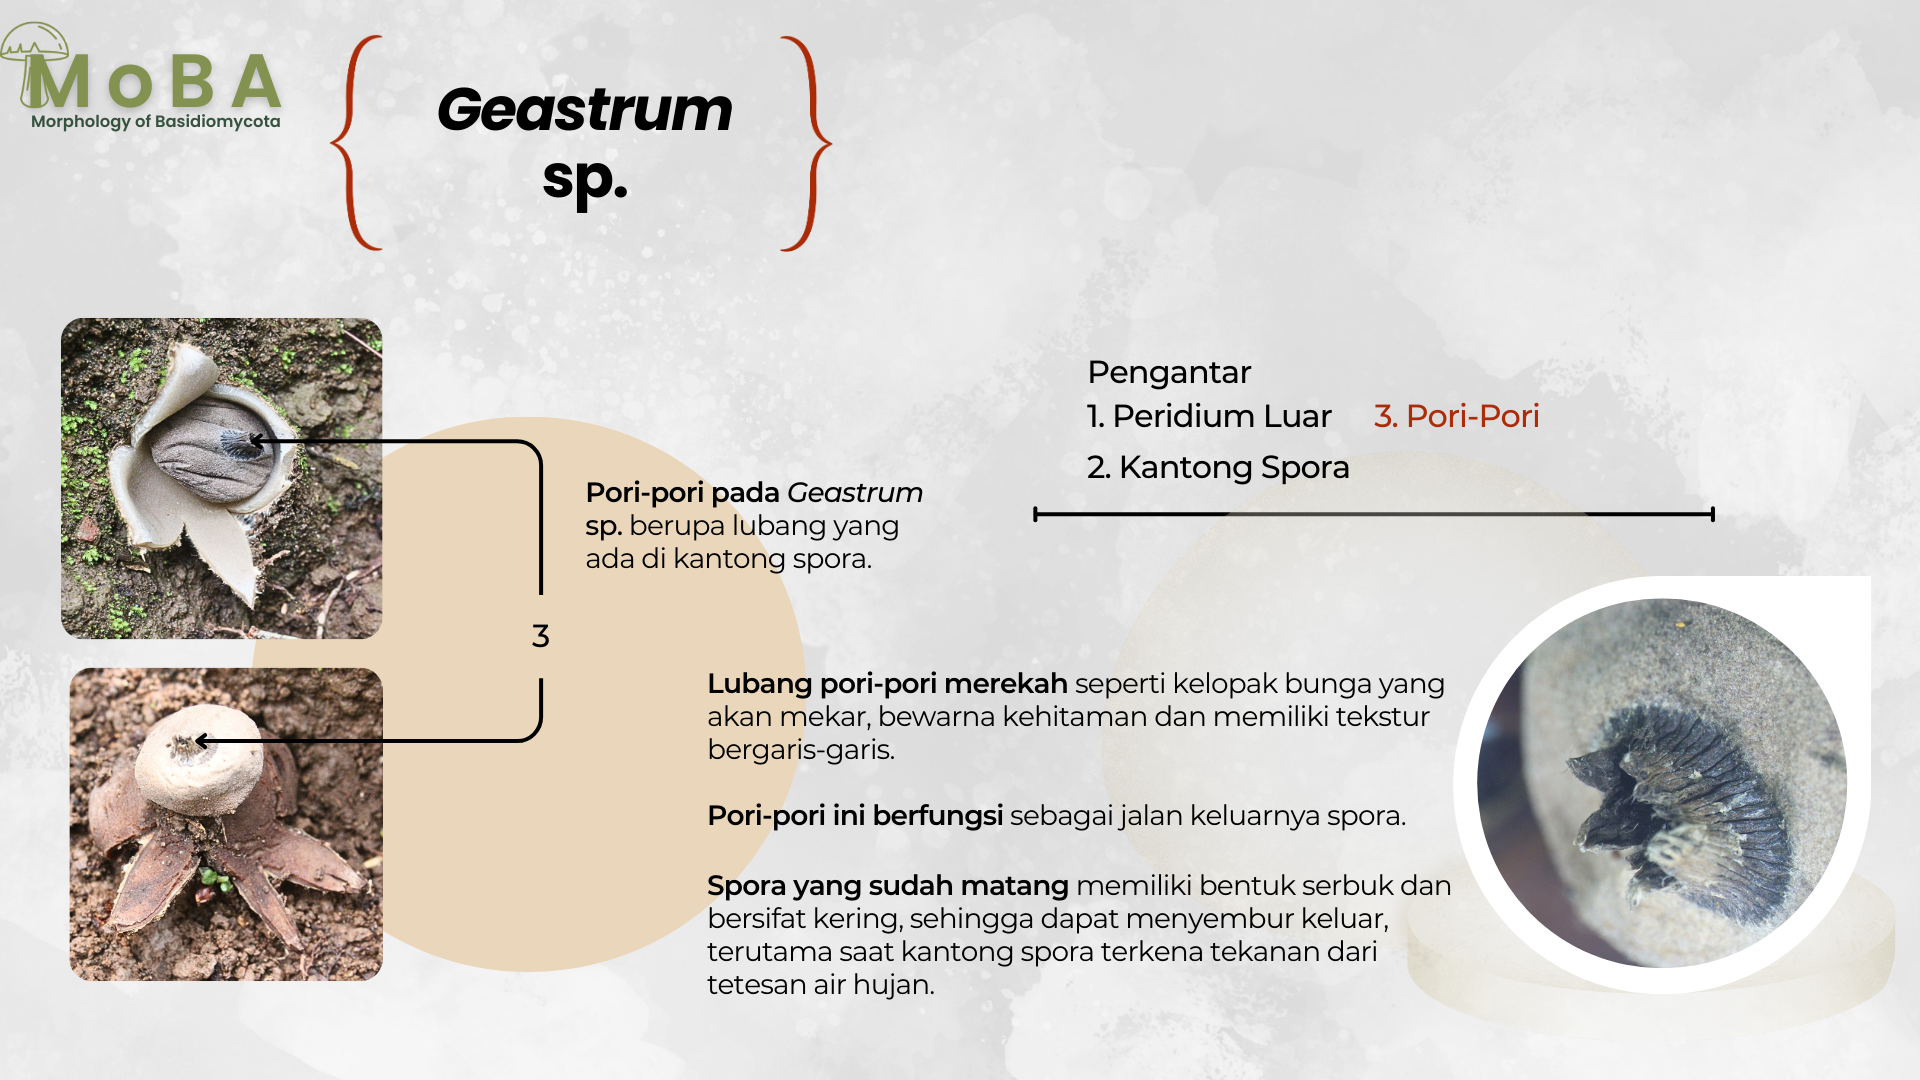 MoBA
Morphology of Basidiomycota
Geastrum
sp.
Pengantar
1. Peridium Luar 3. Pori-Pori
2. Kantong Spora
Pori-pori pada Geastrum
sp. berupa lubang yang
ada di kantong spora.
3
Lubang pori-pori merekah seperti kelopak bunga yang
akan mekar, bewarna kehitaman dan memiliki tekstur
bergaris-garis.
Pori-pori ini berfungsi sebagai jalan keluarnya spora.
Spora yang sudah matang memiliki bentuk serbuk dan
bersifat kering, sehingga dapat menyembur keluar,
terutama saat kantong spora terkena tekanan dari
tetesan air hujan.